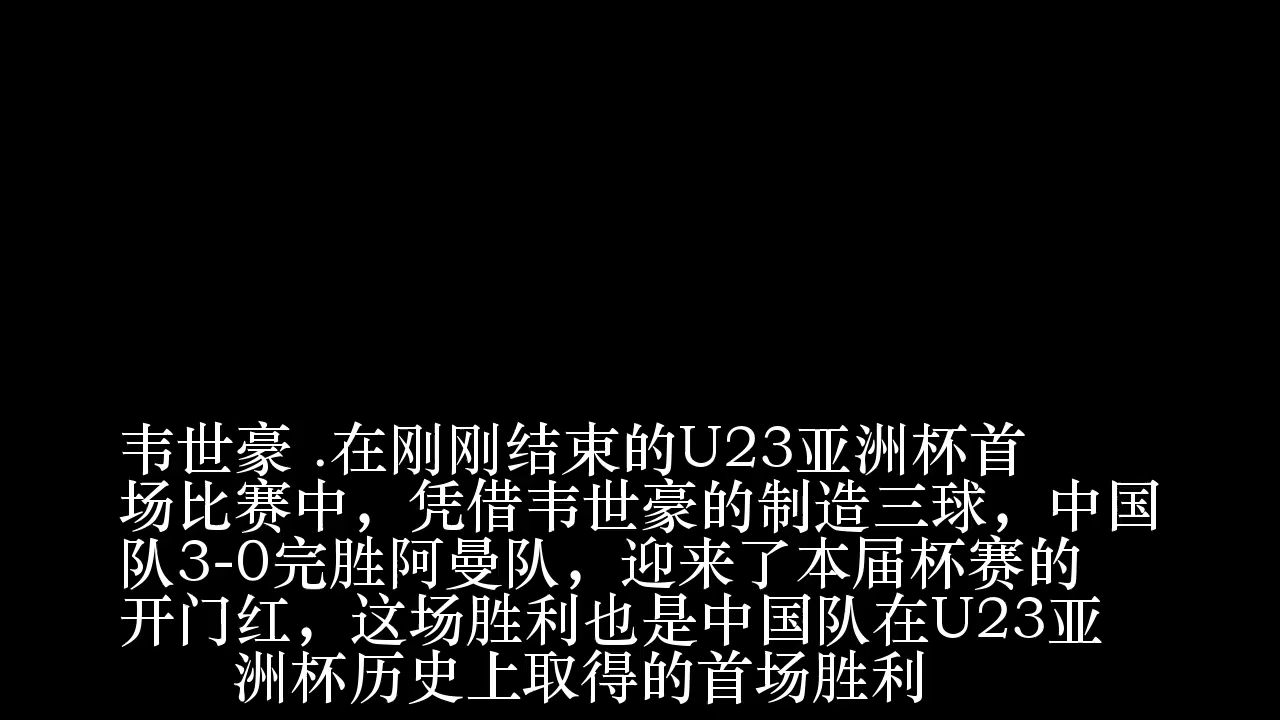 韦世豪 .在刚刚结束的U23亚洲杯首
场比赛中，凭借韦世豪的制造三球，中国
队3-0完胜阿曼队，迎来了本届杯赛的
开门红，这场胜利也是中国队在U23亚
洲杯历史上取得的首场胜利